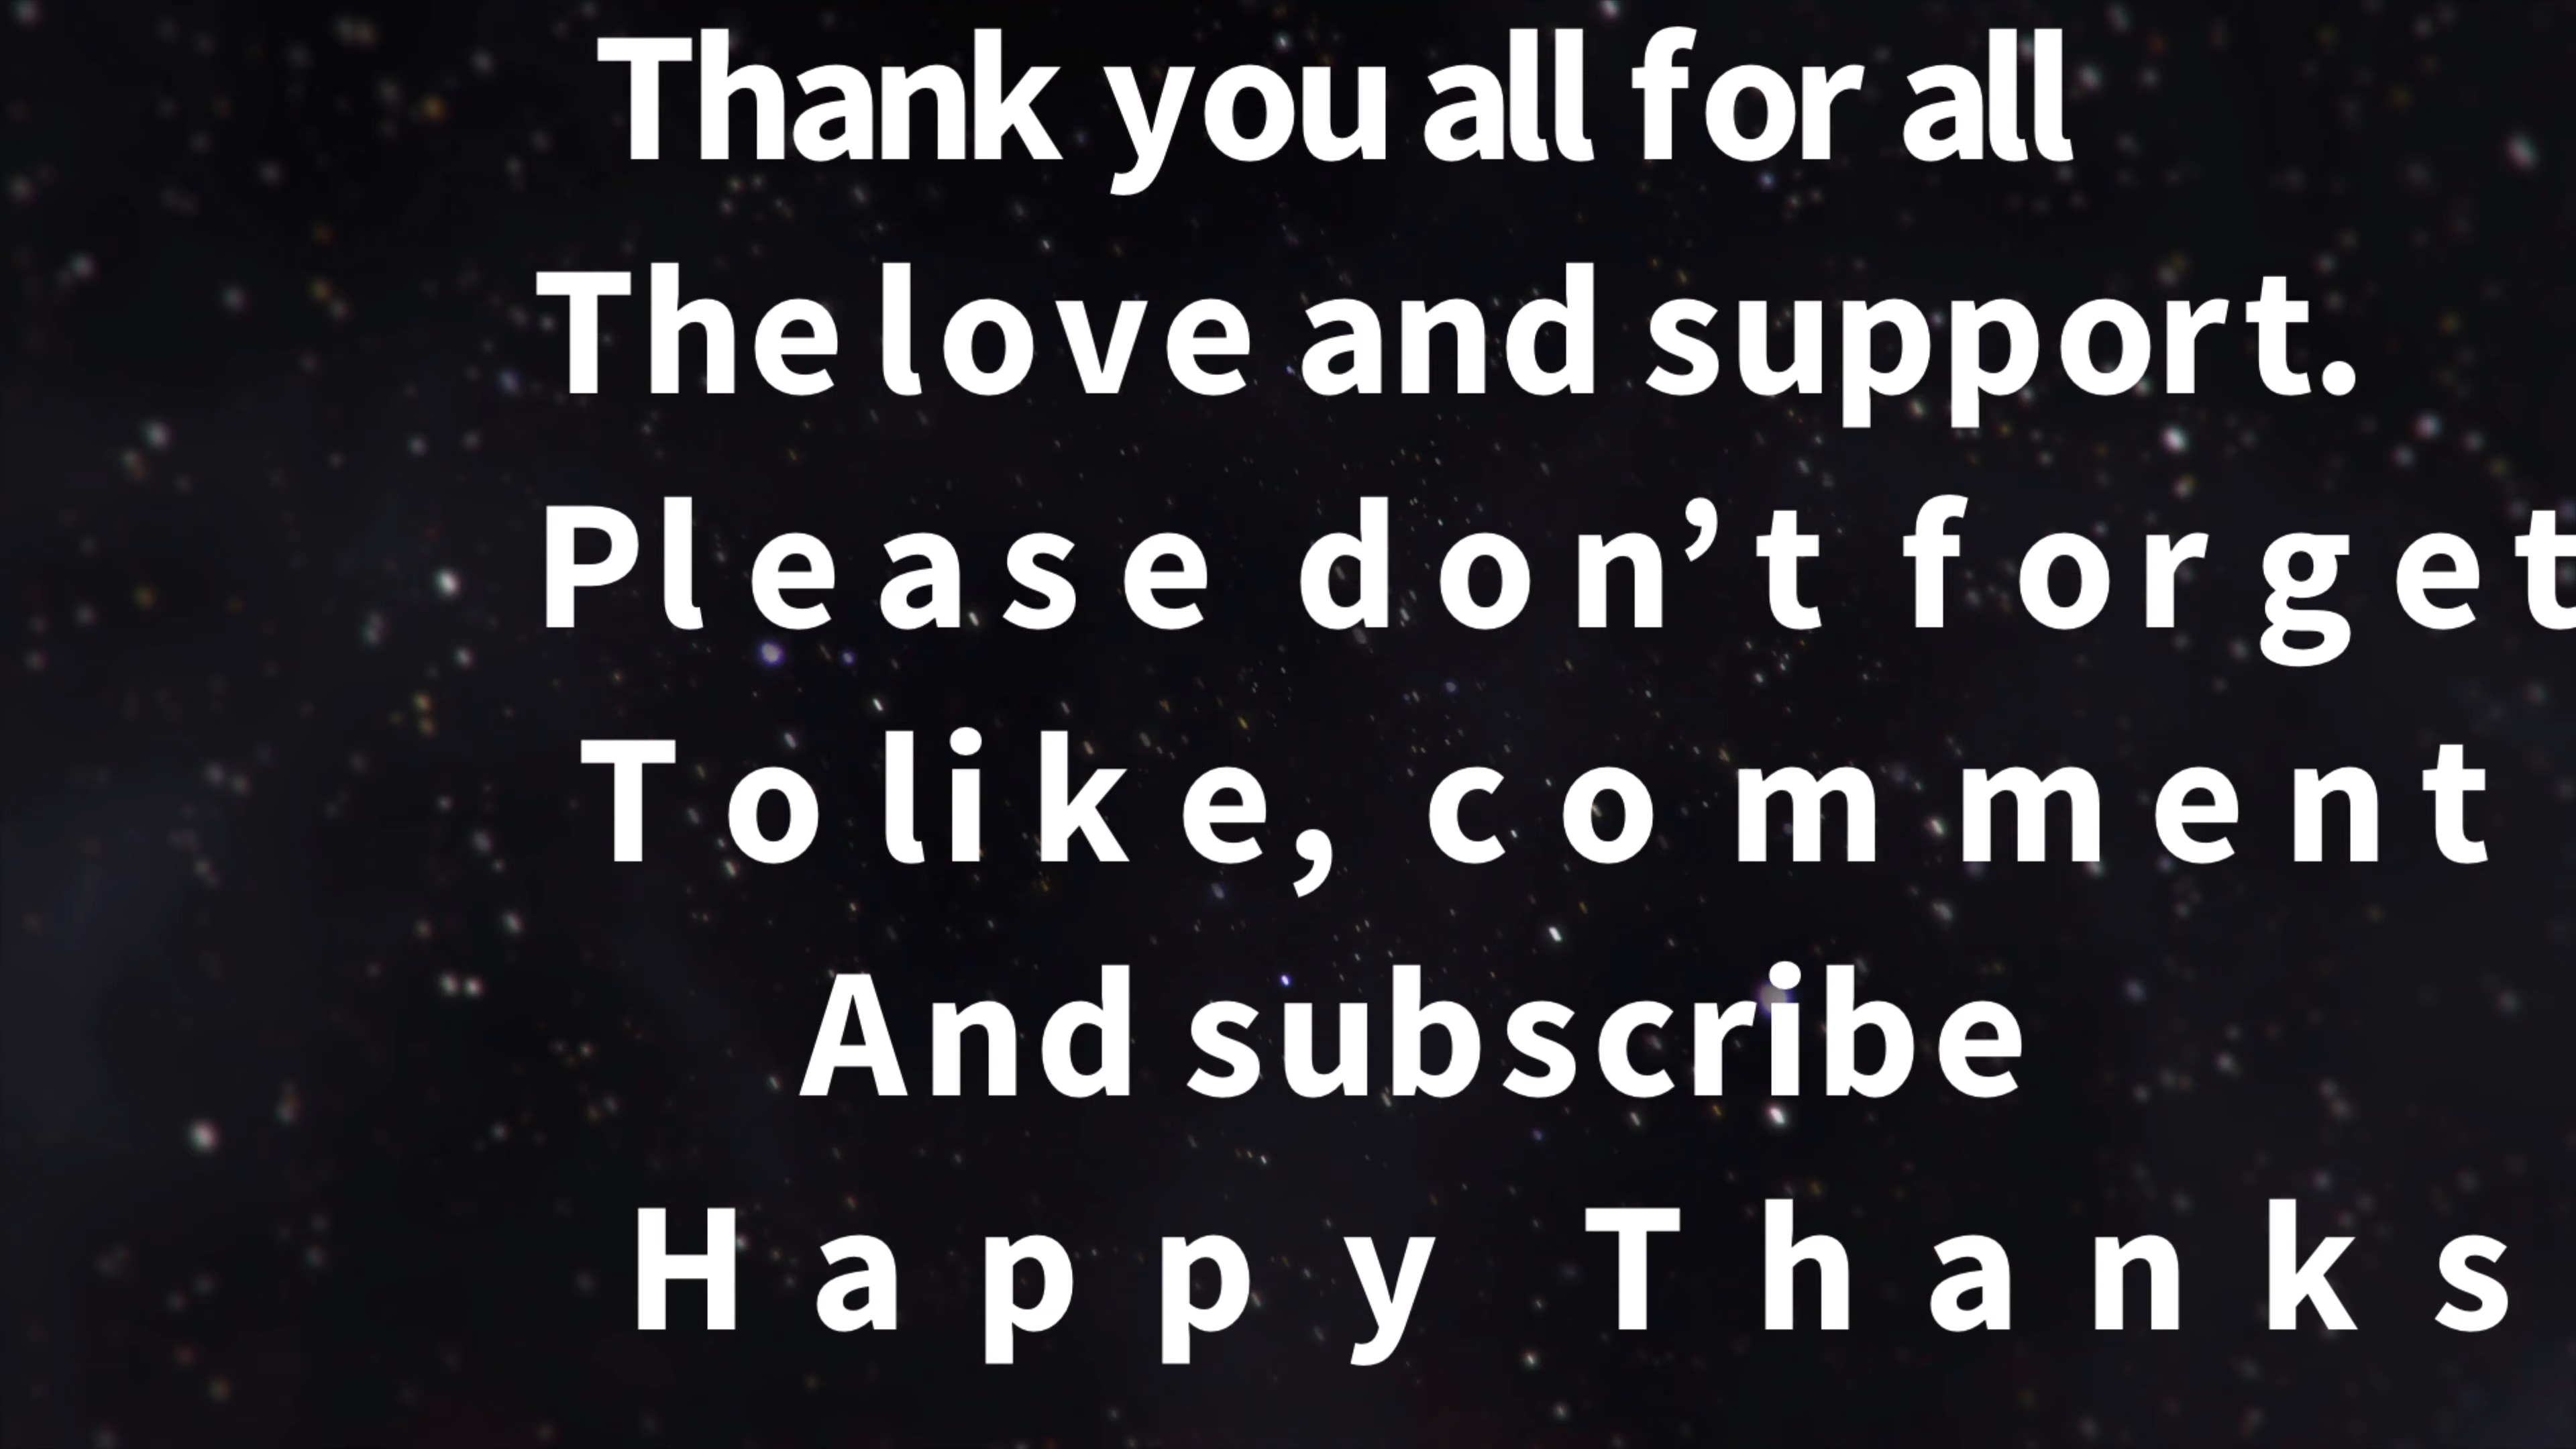 Thank you all for all
The love and support.
Please don’t forget
To like, comment
And subscribe
Happy Thanks